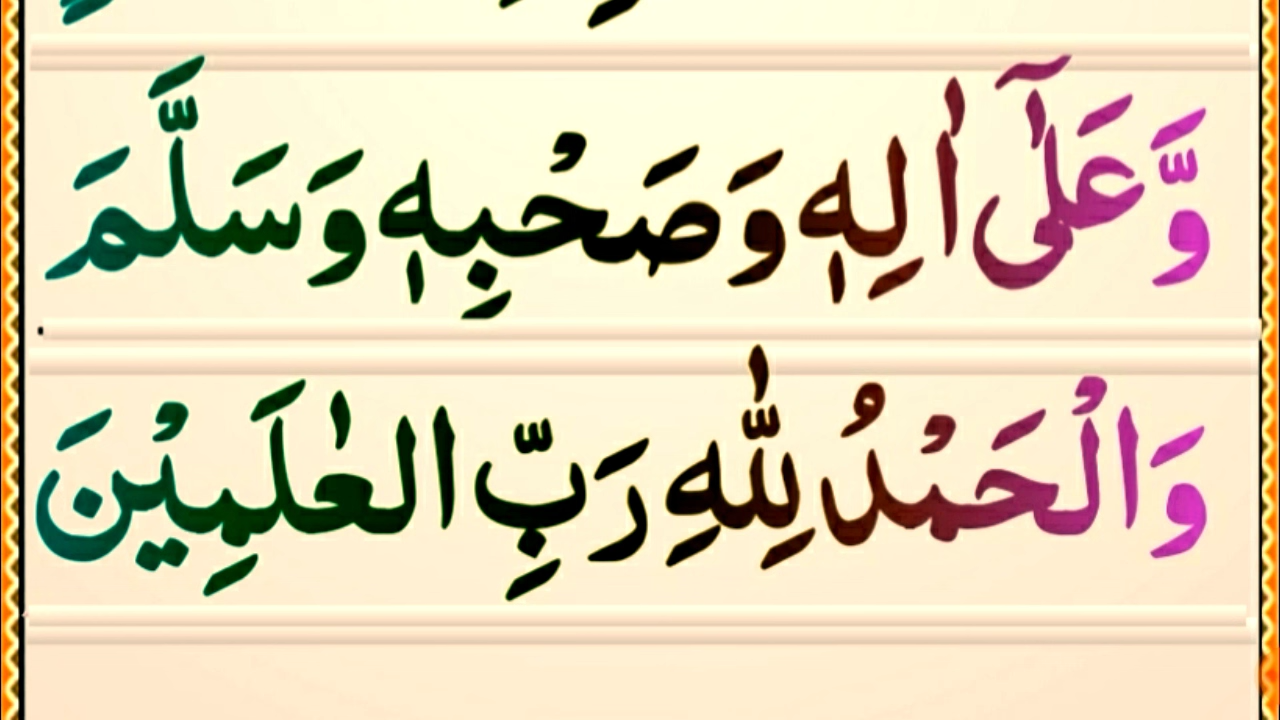 وَّعَلٰٓى اٰلِهٖ وَصَحْبِهٖ وَسَلَّمَ
وَالْحَمْدُ لِلّٰهِ رَبِّ الْعٰلَمِيْنَ